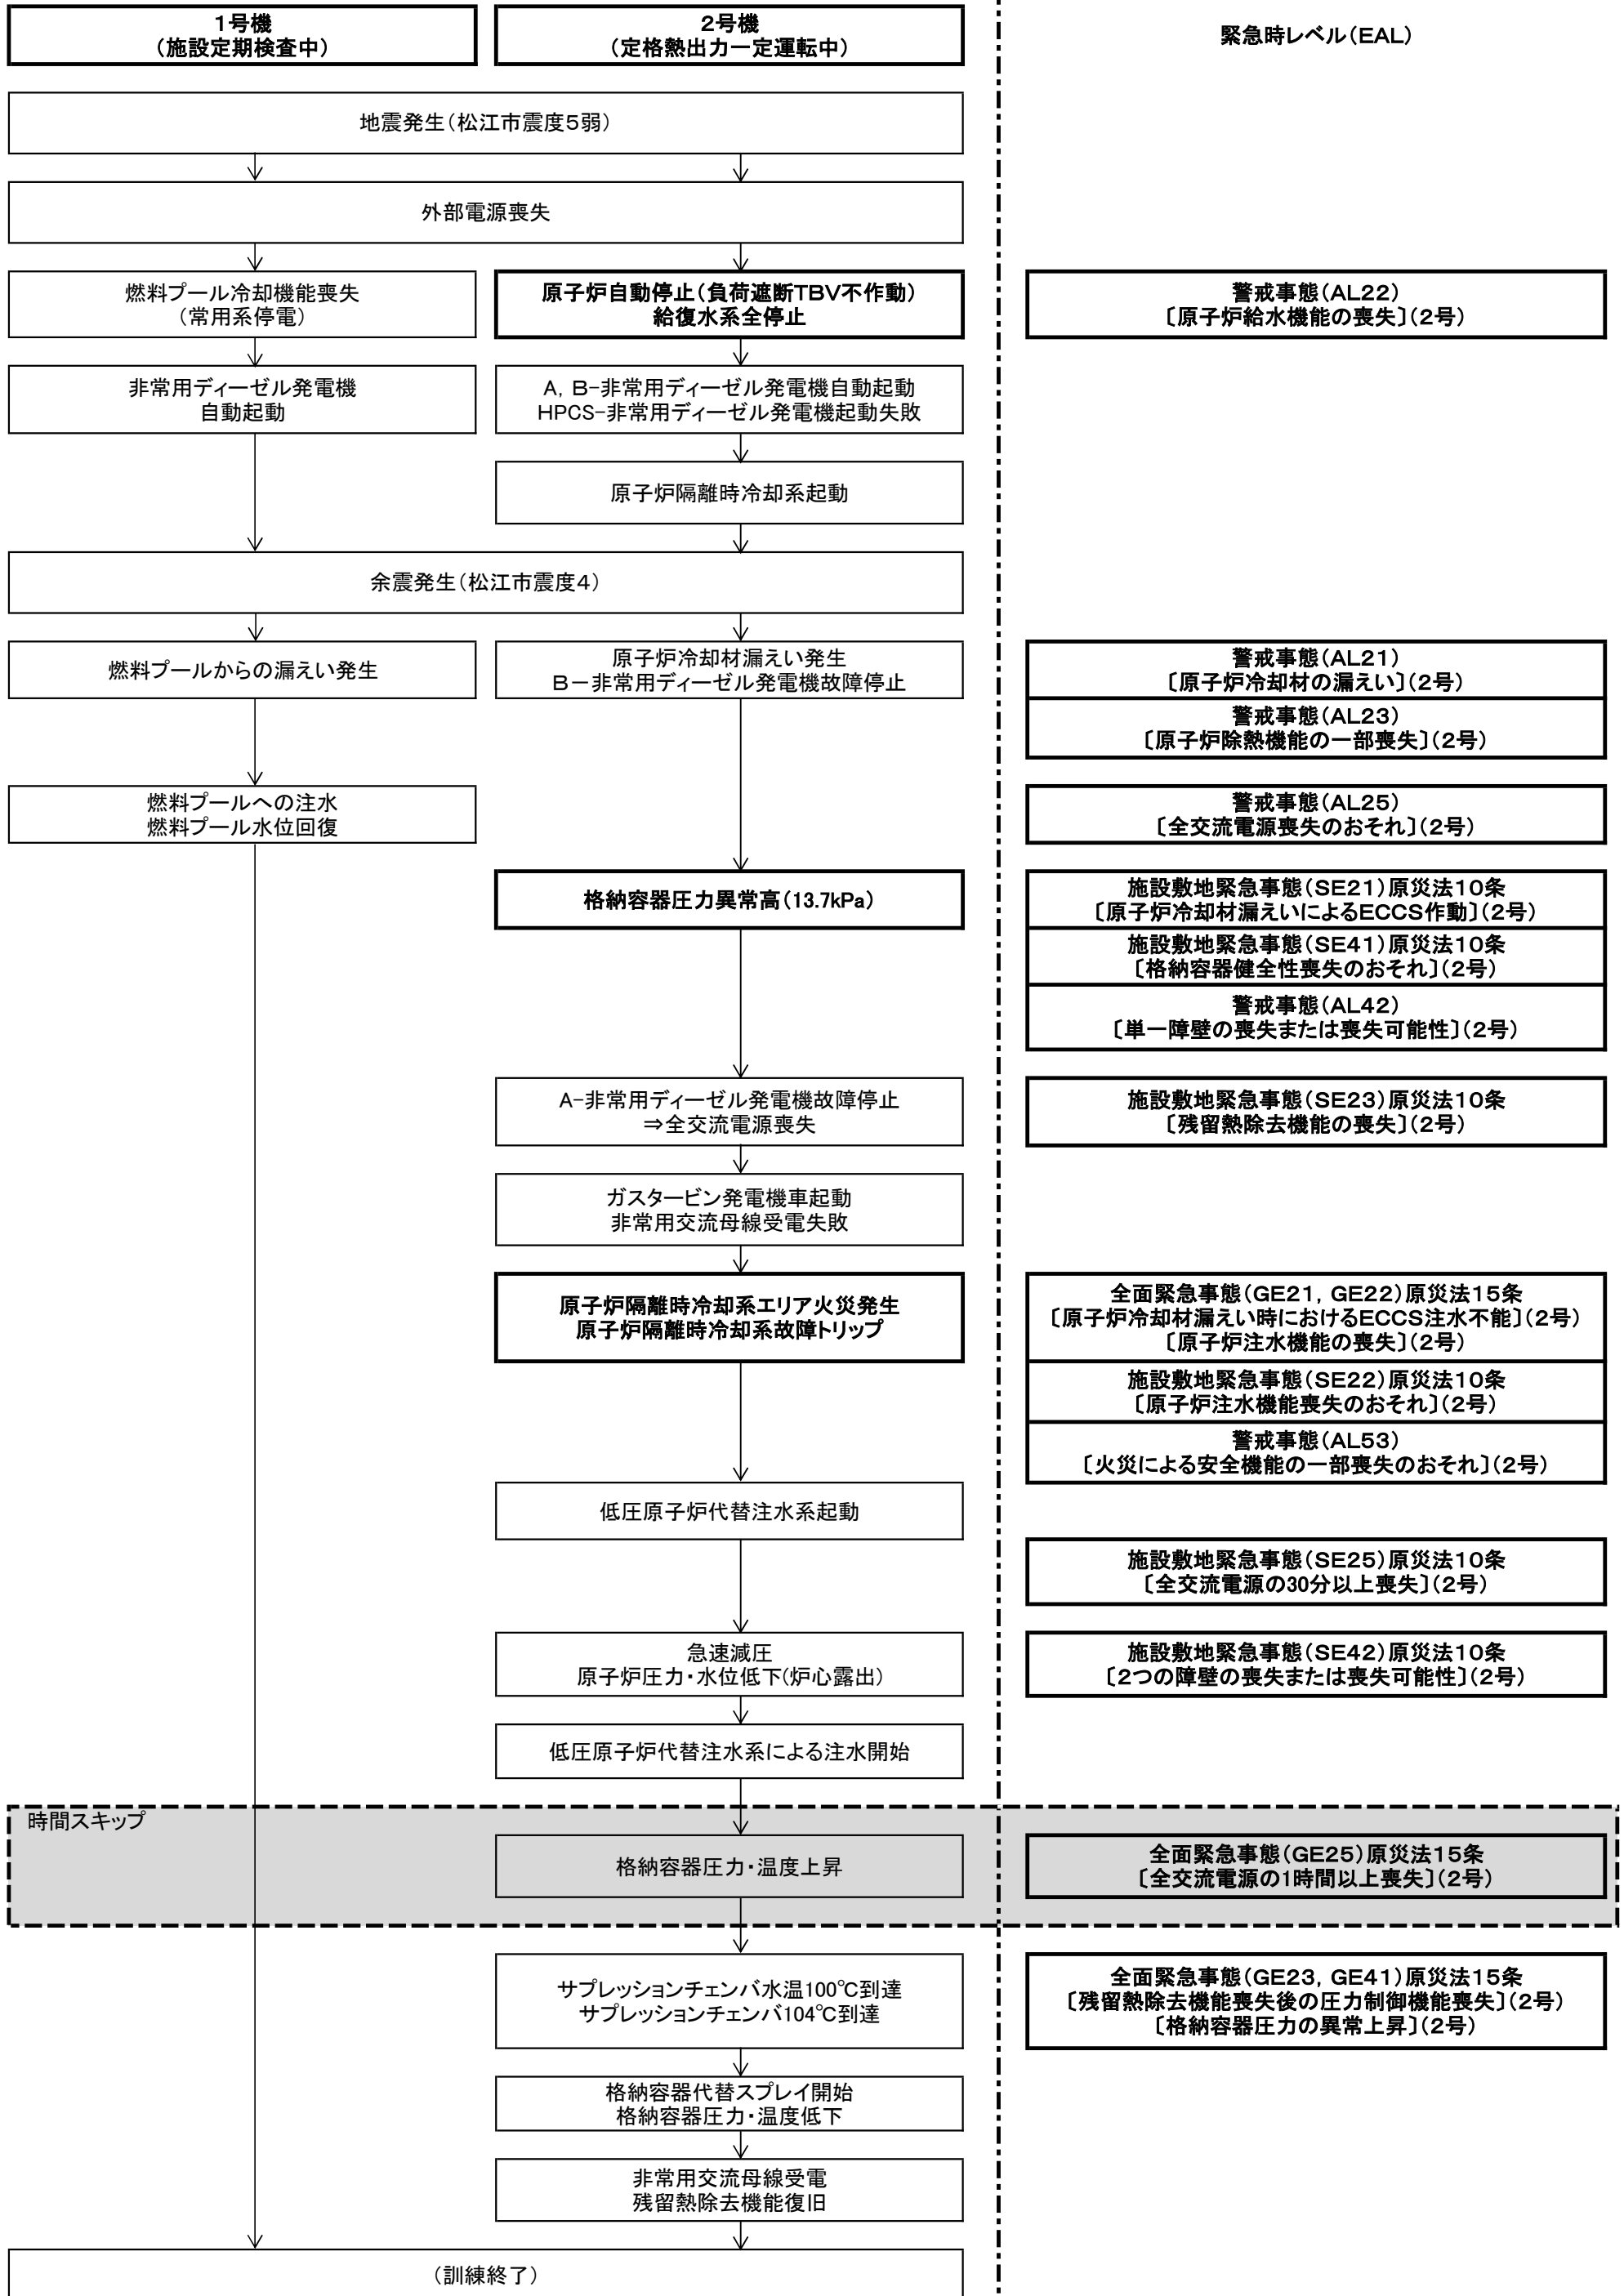 1号機
（施設定期検査中）
2号機
（定格熱出力一定運転中）
緊急時レベル（EAL）
地震発生（松江市震度5弱）
外部電源喪失
燃料プール冷却機能喪失
（常用系停電）
原子炉自動停止（負荷遮断TBV不作動）
給復水系全停止
警戒事態（AL22）
〔原子炉給水機能の喪失〕（2号）
非常用ディーゼル発電機
自動起動
A，B-非常用ディーゼル発電機自動起動
HPCS-非常用ディーゼル発電機起動失敗
原子炉隔離時冷却系起動
余震発生（松江市震度4）
燃料プールからの漏えい発生
原子炉冷却材漏えい発生
B－非常用ディーゼル発電機故障停止
警戒事態（AL21）
〔原子炉冷却材の漏えい〕（2号）
警戒事態（AL23）
〔原子炉除熱機能の一部喪失〕（2号）
燃料プールへの注水
燃料プール水位回復
警戒事態（AL25）
〔全交流電源喪失のおそれ〕（2号）
格納容器圧力異常高（13.7kPa）
施設敷地緊急事態（SE21）原災法10条
〔原子炉冷却材漏えいによるECCS作動〕（2号）
施設敷地緊急事態（SE41）原災法10条
〔格納容器健全性喪失のおそれ〕（2号）
警戒事態（AL42）
〔単一障壁の喪失または喪失可能性〕（2号）
A-非常用ディーゼル発電機故障停止
⇒全交流電源喪失
施設敷地緊急事態（SE23）原災法10条
〔残留熱除去機能の喪失〕（2号）
ガスタービン発電機車起動
非常用交流母線受電失敗
原子炉隔離時冷却系エリア火災発生
原子炉隔離時冷却系故障トリップ
全面緊急事態（GE21，GE22）原災法15条
〔原子炉冷却材漏えい時におけるECCS注水不能〕（2号）
〔原子炉注水機能の喪失〕（2号）
施設敷地緊急事態（SE22）原災法10条
〔原子炉注水機能喪失のおそれ〕（2号）
警戒事態（AL53）
〔火災による安全機能の一部喪失のおそれ〕（2号）
低圧原子炉代替注水系起動
施設敷地緊急事態（SE25）原災法10条
〔全交流電源の30分以上喪失〕（2号）
急速減圧
原子炉圧力・水位低下（炉心露出）
施設敷地緊急事態（SE42）原災法10条
〔2つの障壁の喪失または喪失可能性〕（2号）
低圧原子炉代替注水系による注水開始
時間スキップ
格納容器圧力・温度上昇
全面緊急事態（GE25）原災法15条
〔全交流電源の1時間以上喪失〕（2号）
サプレッションチェンバ水温100℃到達
サプレッションチェンバ104℃到達
全面緊急事態（GE23，GE41）原災法15条
〔残留熱除去機能喪失後の圧力制御機能喪失〕（2号）
〔格納容器圧力の異常上昇〕（2号）
格納容器代替スプレイ開始
格納容器圧力・温度低下
非常用交流母線受電
残留熱除去機能復旧
（訓練終了）